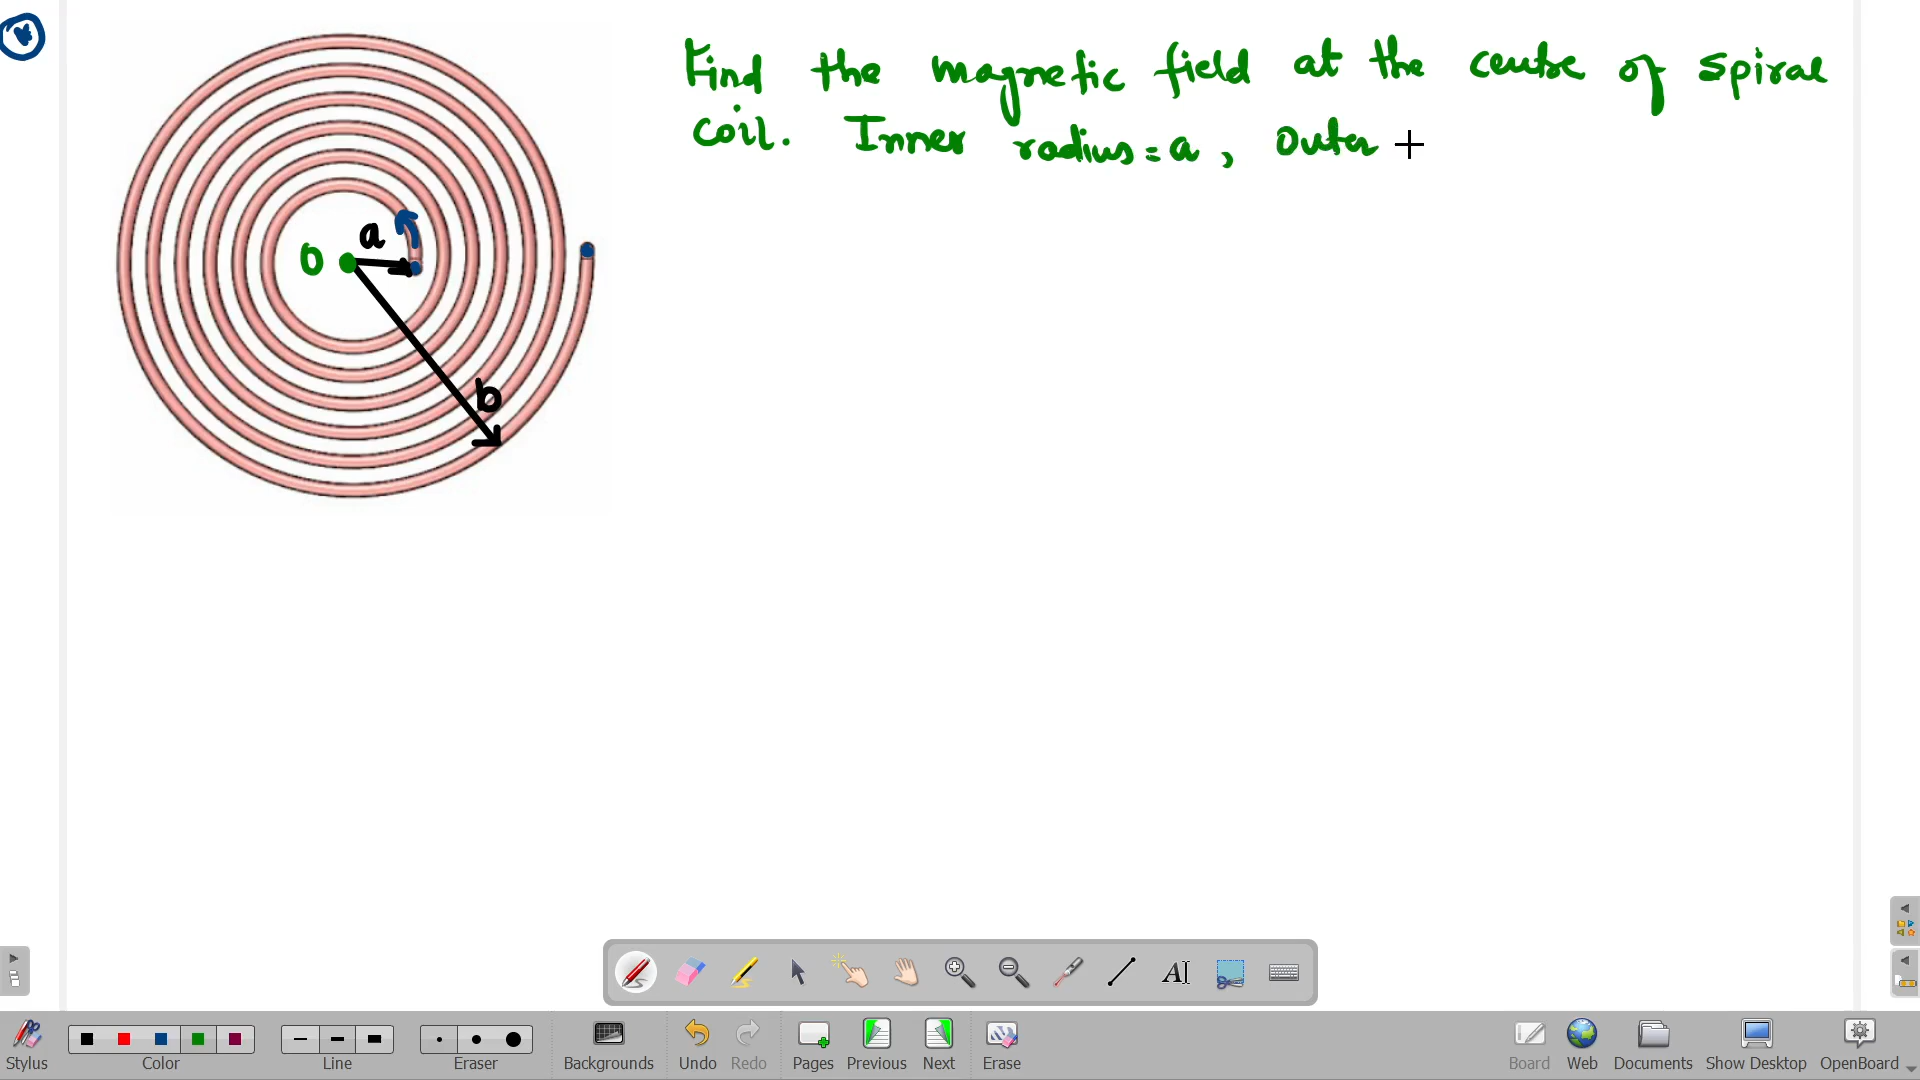 Find the magnetic field at the centre of spiral
coil. Inner radius = a, Outer
a
O
b
Stylus
Color
Line
Eraser
Backgrounds
Undo
Redo
Pages
Previous
Next
Erase
Board
Web
Documents
Show Desktop
OpenBoard
AI